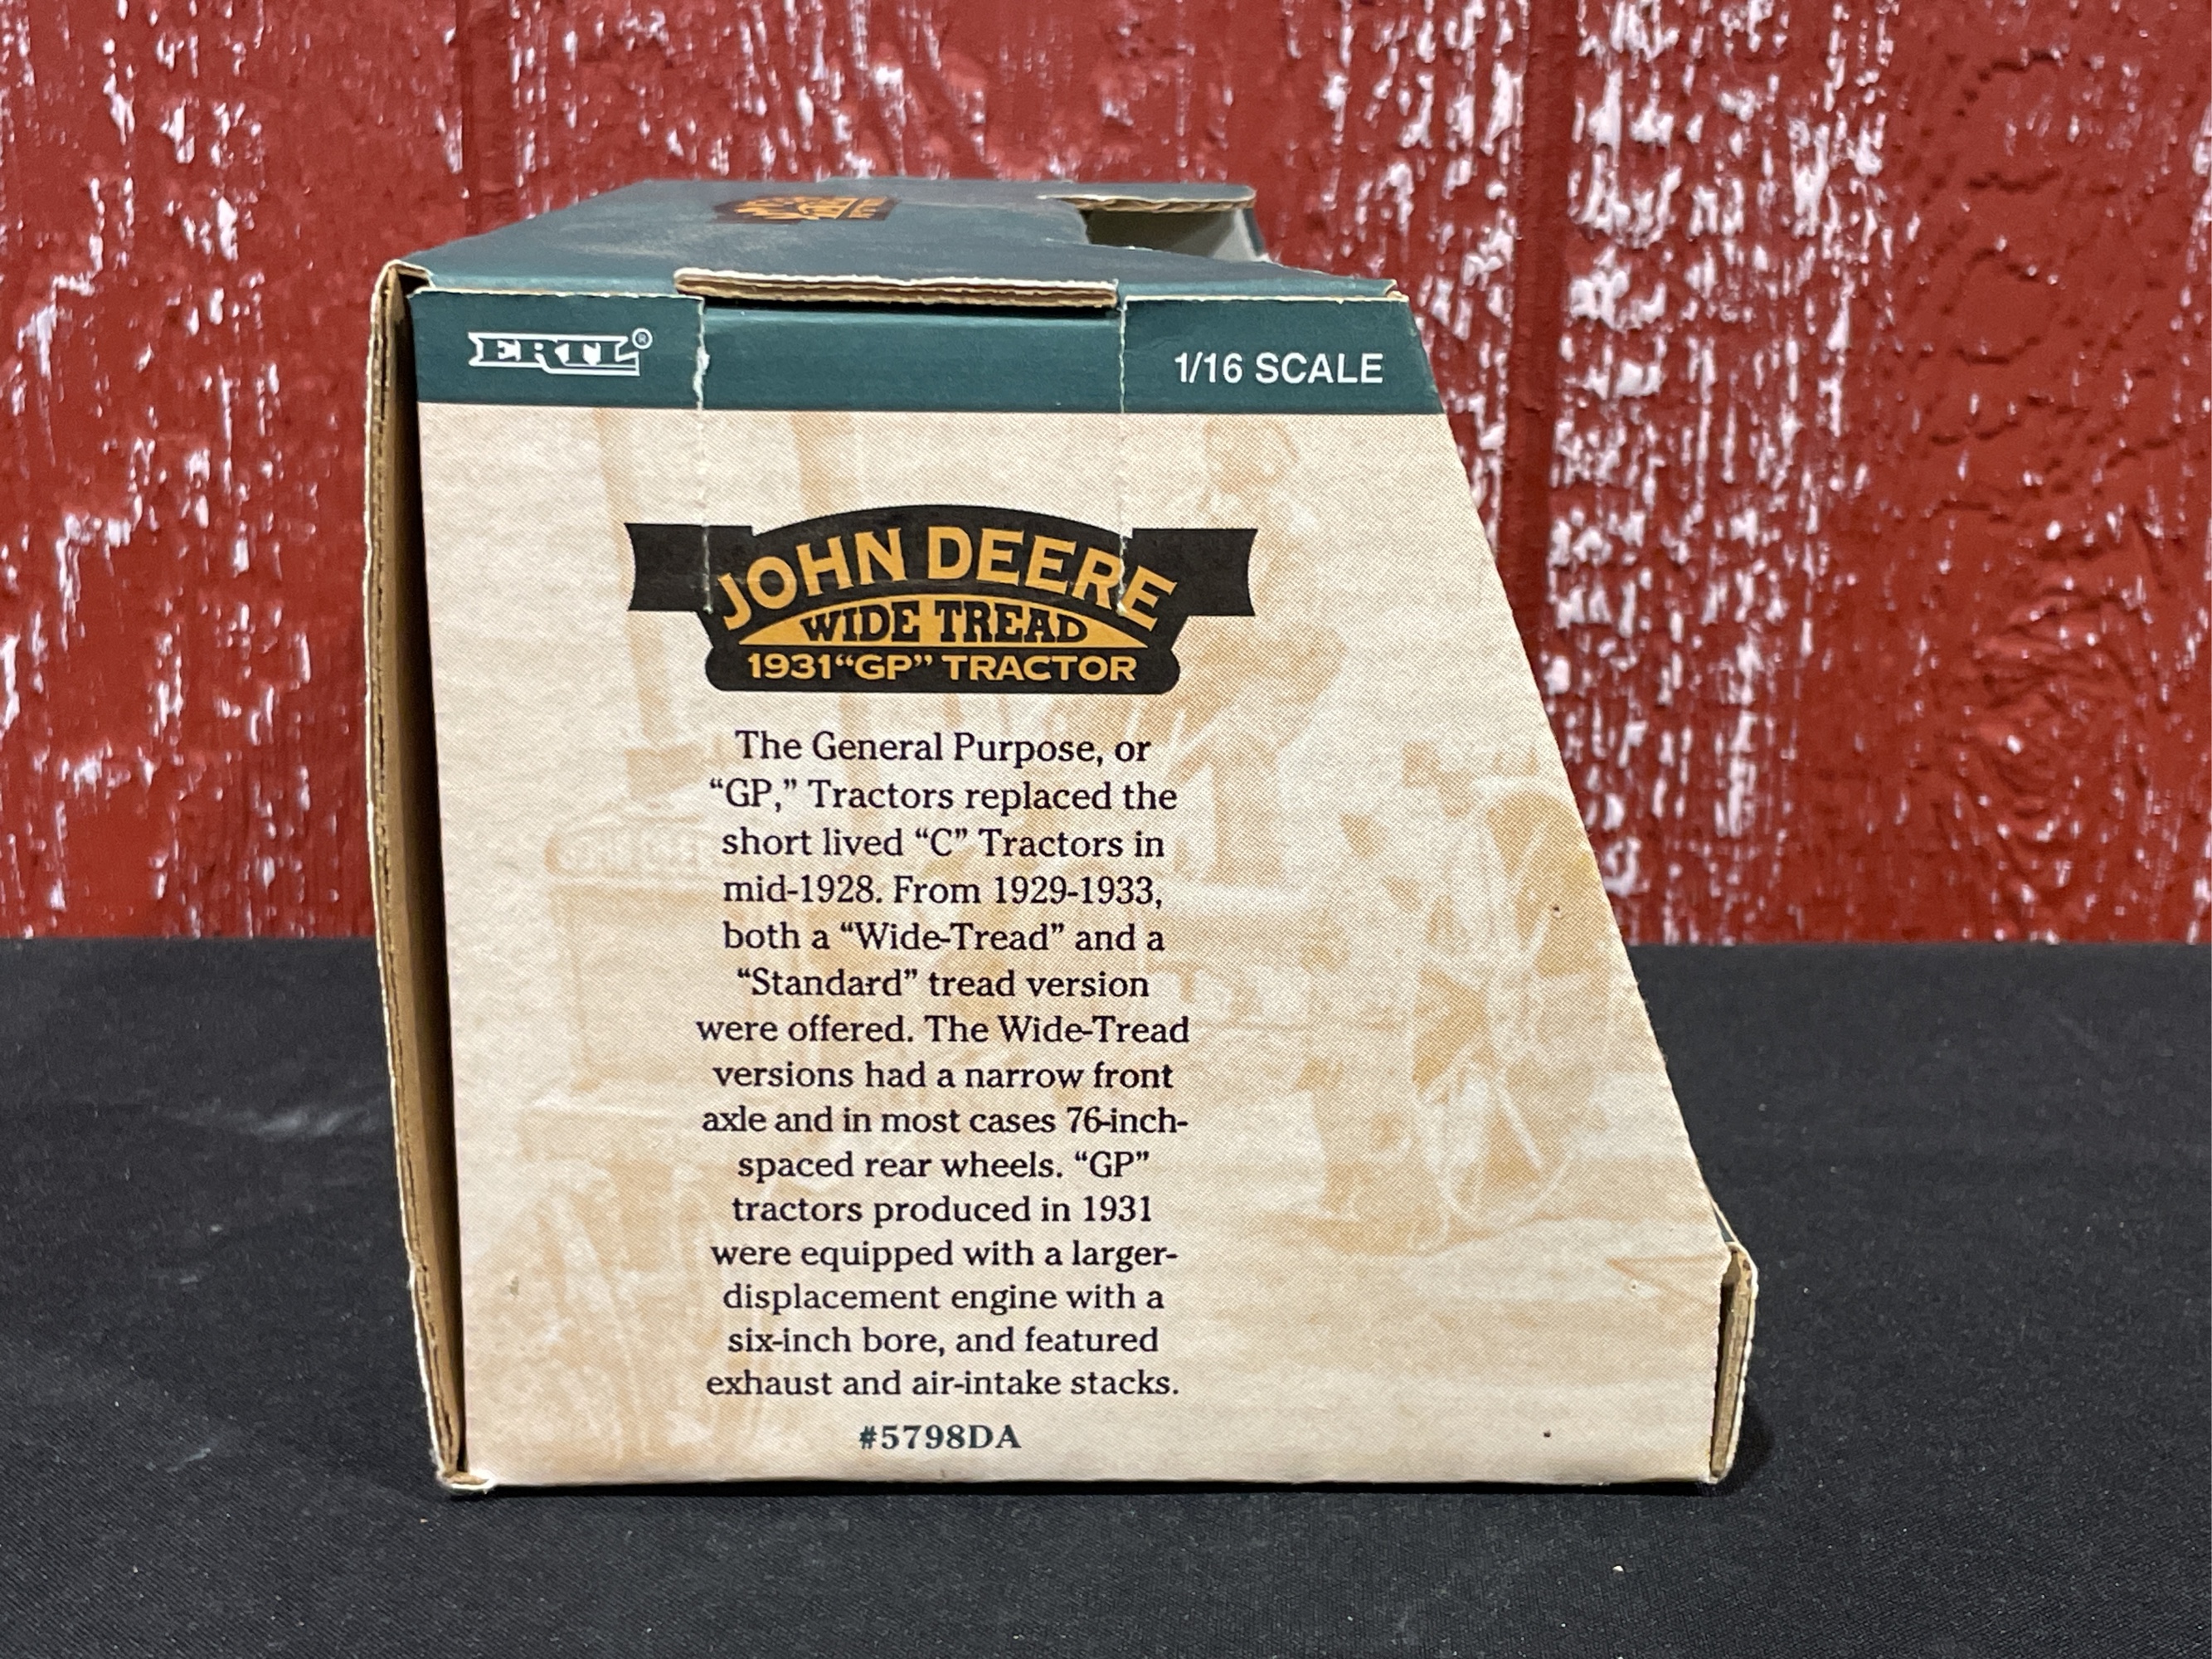 ERTL®
1/16 SCALE
JOHN DEERE
WIDE TREAD
1931 “GP” TRACTOR
The General Purpose, or
“GP,” Tractors replaced the
short lived “C” Tractors in
mid-1928. From 1929-1933,
both a “Wide-Tread” and a
“Standard” tread version
were offered. The Wide-Tread
versions had a narrow front
axle and in most cases 76-inch-
spaced rear wheels. “GP”
tractors produced in 1931
were equipped with a larger-
displacement engine with a
six-inch bore, and featured
exhaust and air-intake stacks.
#5798DA